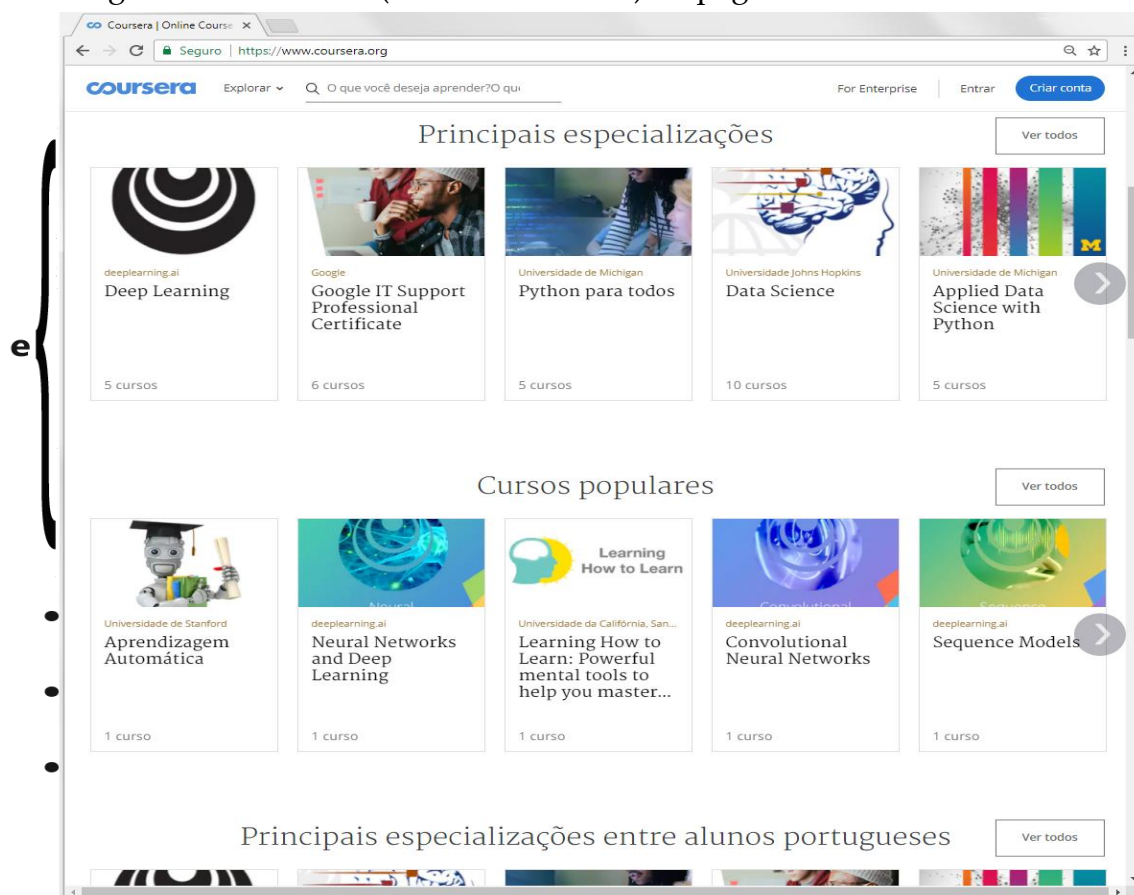 Coursera | Online Course
Seguro | https://www.coursera.org
coursera
Explorar
O que você deseja aprender?O que
For Enterprise
Entrar
Criar conta
Principais especializações
Ver todos
e
deeplearning.ai
Deep Learning
5 cursos
Google
Google IT Support
Professional
Certificate
6 cursos
Universidade de Michigan
Python para todos
5 cursos
Universidade Johns Hopkins
Data Science
10 cursos
M
Universidade de Michigan
Applied Data
Science with
Python
5 cursos
Cursos populares
Ver todos
Universidade de Stanford
Aprendizagem
Automática
1 curso
Neural
deeplearning.ai
Neural Networks
and Deep
Learning
1 curso
Learning
How to Learn
Universidade da Califórnia, San...
Learning How to
Learn: Powerful
mental tools to
help you master...
1 curso
Convolutional
deeplearning.ai
Convolutional
Neural Networks
1 curso
Sequence
deeplearning.ai
Sequence Models
1 curso
Principais especializações entre alunos portugueses
Ver todos